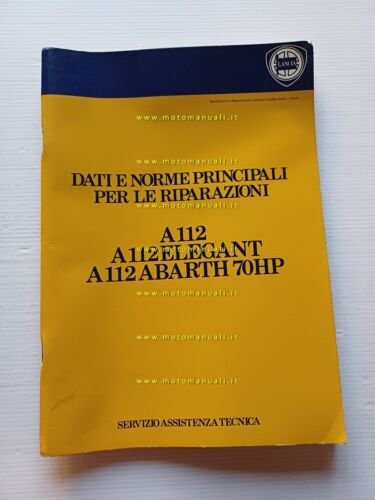 LANCIA
www.motomanuali.it
DATI E NORME PRINCIPALI
PER LE RIPARAZIONI
www.motomanuali.it
A 112
A 112 ELEGANT
www.motomanuali.it
A 112 ABARTH 70HP
www.motomanuali.it
www.motomanuali.it
www.motomanuali.it
SERVIZIO ASSISTENZA TECNICA